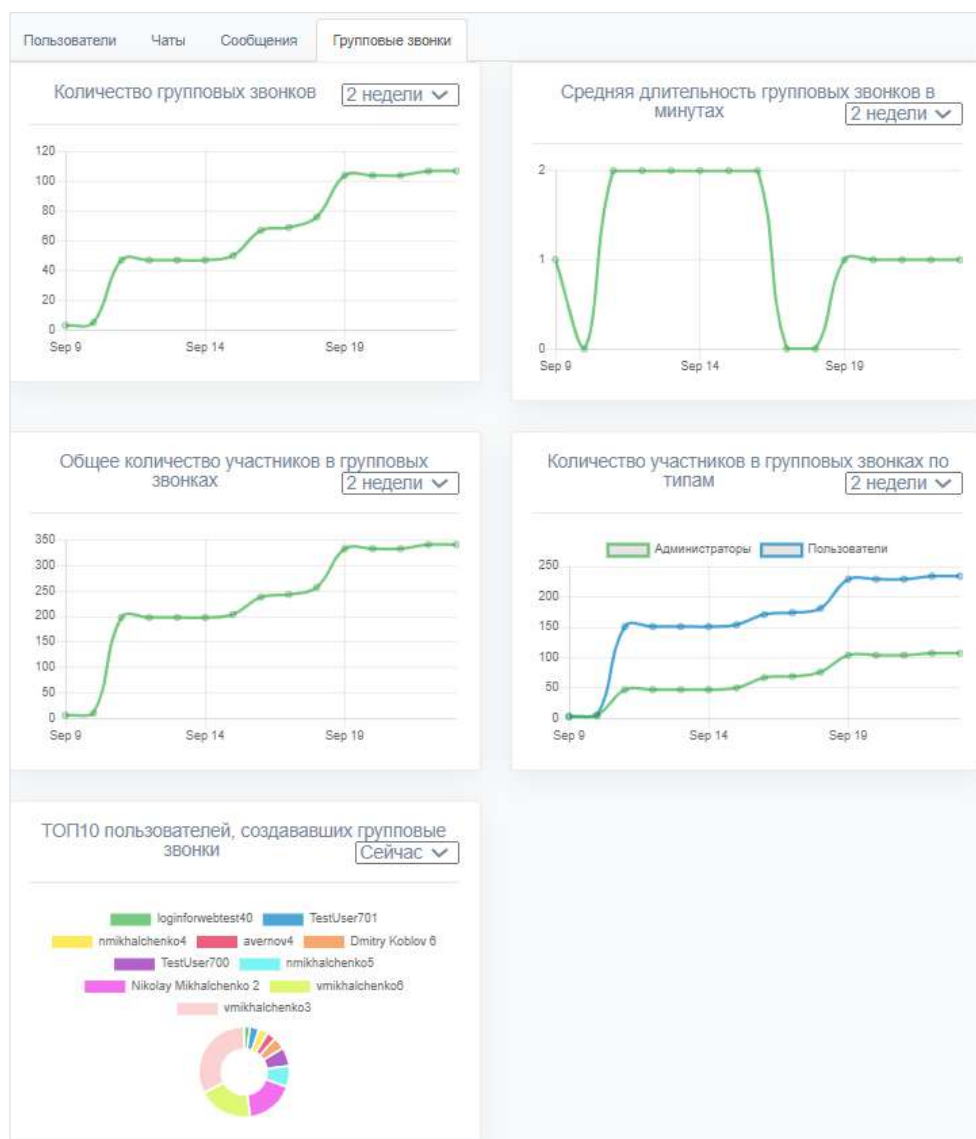 Пользователи Чаты Сообщения Групповые звонки
Количество групповых звонков 2 недели
120
100
80
60
40
20
0
Sep 9 Sep 14 Sep 19
Средняя длительность групповых звонков в
минутах 2 недели
2
1
0
Sep 9 Sep 14 Sep 19
Общее количество участников в групповых
звонках 2 недели
350
300
250
200
150
100
50
0
Sep 9 Sep 14 Sep 19
Количество участников в групповых звонках по
типам 2 недели
Администраторы Пользователи
250
200
150
100
50
0
Sep 9 Sep 14 Sep 19
ТОП10 пользователей, создававших групповые
звонки Сейчас
loginforwebtest40 TestUser701
nmikhalchenko4 avernov4 Dmitry Koblov 6
TestUser700 nmikhalchenko5
Nikolay Mikhalchenko 2 vmikhalchenko6
vmikhalchenko3